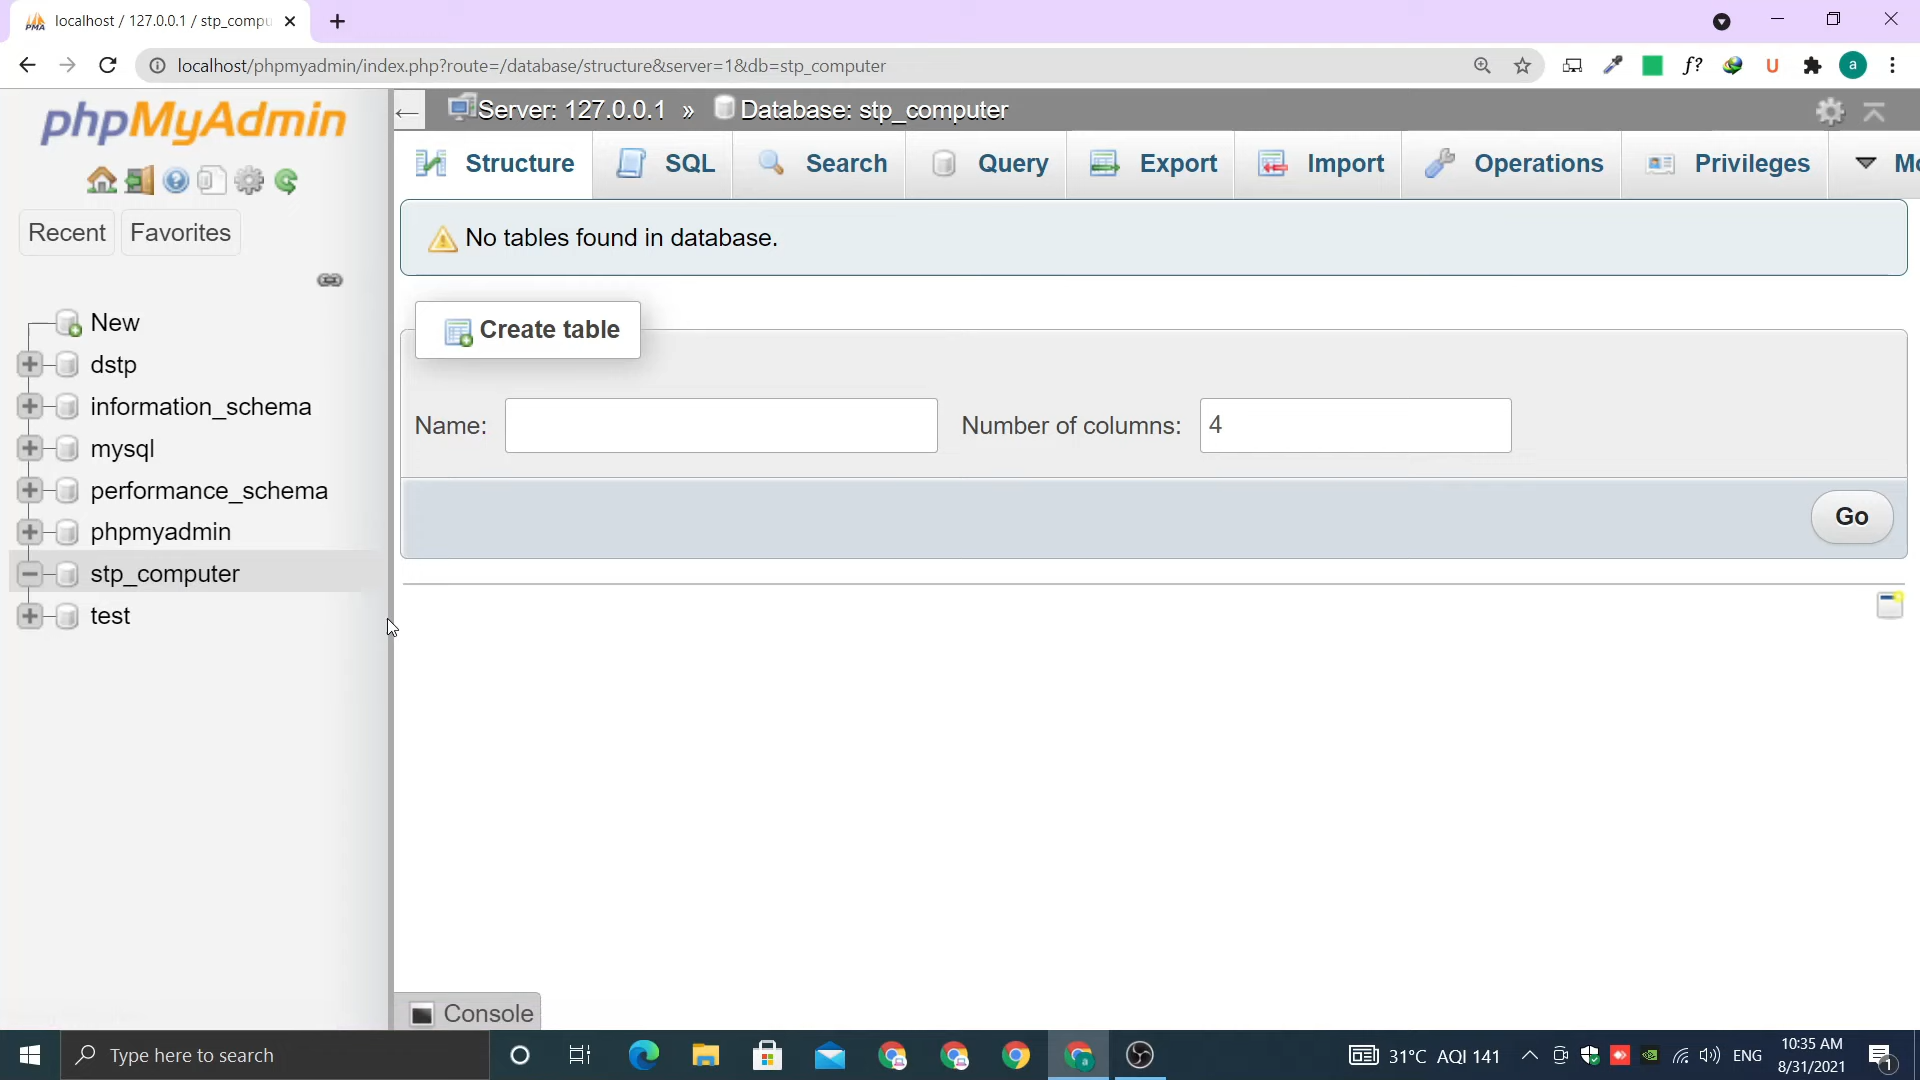 localhost / 127.0.0.1 / stp_compu
localhost/phpmyadmin/index.php?route=/database/structure&server=1&db=stp_computer
f?
U
a
phpMyAdmin
Server: 127.0.0.1 » Database: stp_computer
Structure
SQL
Search
Query
Export
Import
Operations
Privileges
Mo
Recent
Favorites
No tables found in database.
Create table
Name:
Number of columns: 4
Go
New
dstp
information_schema
mysql
performance_schema
phpmyadmin
stp_computer
test
Console
Type here to search
31°C AQI 141
ENG
10:35 AM
8/31/2021
1